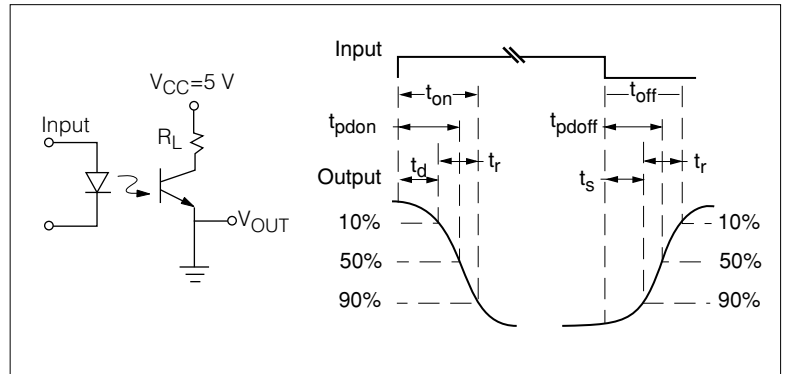 Input
VCC=5 V
RL
VOUT
Input
ton
toff
tpdon
tpdoff
td
tr
ts
tr
Output
10%
50%
90%
10%
50%
90%